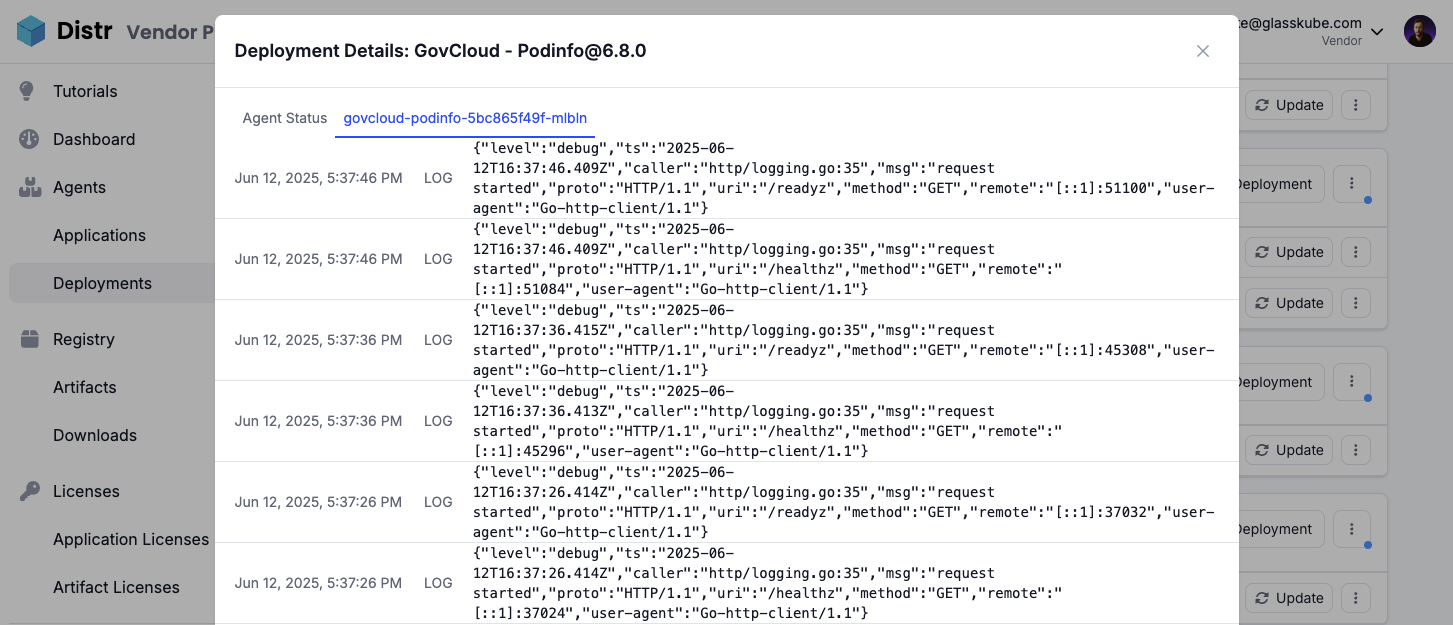 Distr Vendor P
Deployment Details: GovCloud - Podinfo@6.8.0
e@glasskube.com
Vendor
Tutorials
Dashboard
Agents
Applications
Deployments
Registry
Artifacts
Downloads
Licenses
Application Licenses
Artifact Licenses
Agent Status govcloud-podinfo-5bc865f49f-mlbln
Jun 12, 2025, 5:37:46 PM LOG
{"level":"debug","ts":"2025-06-
12T16:37:46.409Z","caller":"http/logging.go:35","msg":"request
started","proto":"HTTP/1.1","uri":"/readyz","method":"GET","remote":"[::1]:51100","user-
agent":"Go-http-client/1.1"}
Jun 12, 2025, 5:37:46 PM LOG
{"level":"debug","ts":"2025-06-
12T16:37:46.409Z","caller":"http/logging.go:35","msg":"request
started","proto":"HTTP/1.1","uri":"/healthz","method":"GET","remote":"
[::1]:51084","user-agent":"Go-http-client/1.1"}
Jun 12, 2025, 5:37:36 PM LOG
{"level":"debug","ts":"2025-06-
12T16:37:36.415Z","caller":"http/logging.go:35","msg":"request
started","proto":"HTTP/1.1","uri":"/readyz","method":"GET","remote":"[::1]:45308","user-
agent":"Go-http-client/1.1"}
Jun 12, 2025, 5:37:36 PM LOG
{"level":"debug","ts":"2025-06-
12T16:37:36.413Z","caller":"http/logging.go:35","msg":"request
started","proto":"HTTP/1.1","uri":"/healthz","method":"GET","remote":"
[::1]:45296","user-agent":"Go-http-client/1.1"}
Jun 12, 2025, 5:37:26 PM LOG
{"level":"debug","ts":"2025-06-
12T16:37:26.414Z","caller":"http/logging.go:35","msg":"request
started","proto":"HTTP/1.1","uri":"/readyz","method":"GET","remote":"[::1]:37032","user-
agent":"Go-http-client/1.1"}
Jun 12, 2025, 5:37:26 PM LOG
{"level":"debug","ts":"2025-06-
12T16:37:26.414Z","caller":"http/logging.go:35","msg":"request
started","proto":"HTTP/1.1","uri":"/healthz","method":"GET","remote":"
[::1]:37024","user-agent":"Go-http-client/1.1"}
Update
Deployment
Update
Update
Deployment
Update
Deployment
Update